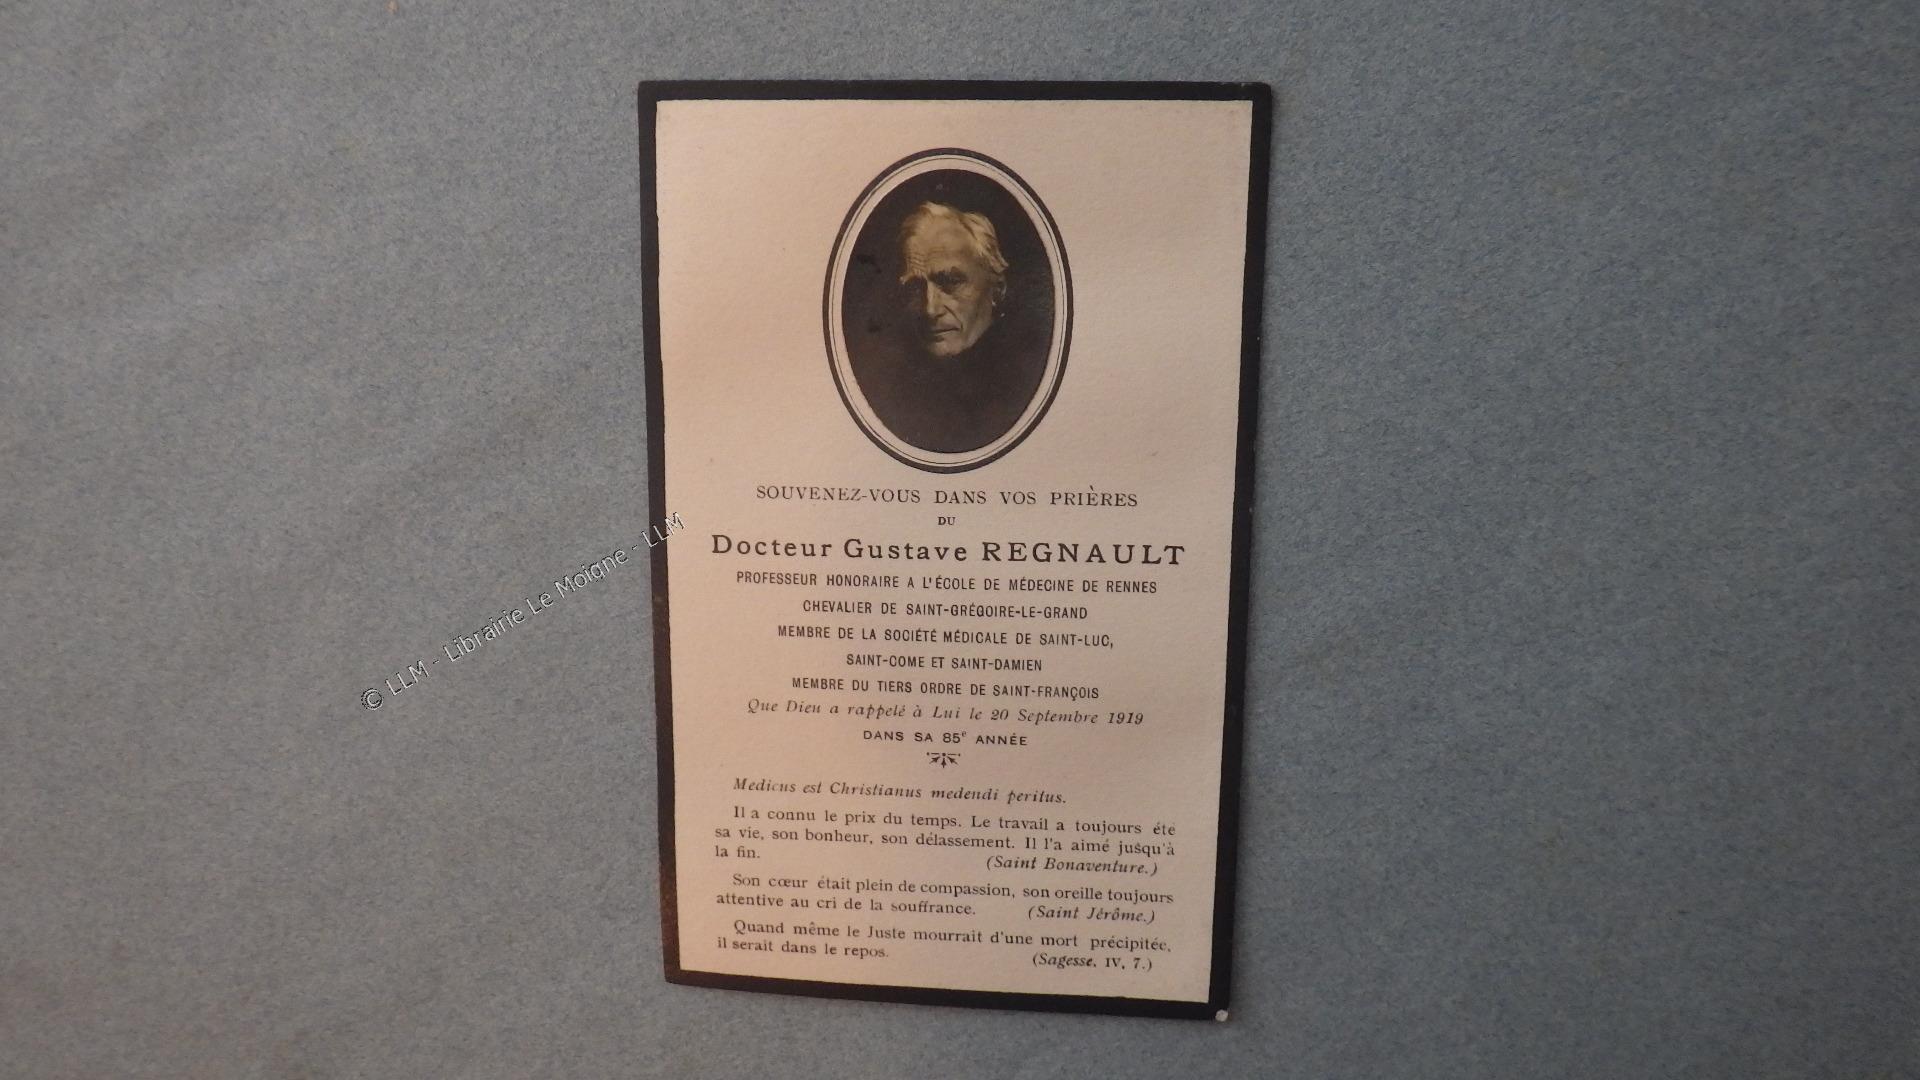 SOUVENEZ-VOUS DANS VOS PRIÈRES
DU
Docteur Gustave REGNAULT
PROFESSEUR HONORAIRE A L'ÉCOLE DE MÉDECINE DE RENNES
CHEVALIER DE SAINT-GRÉGOIRE-LE-GRAND
MEMBRE DE LA SOCIÉTÉ MÉDICALE DE SAINT-LUC,
SAINT-COME ET SAINT-DAMIEN
MEMBRE DU TIERS ORDRE DE SAINT-FRANÇOIS
Que Dieu a rappelé à Lui le 20 Septembre 1919
DANS SA 85e ANNÉE
Medicus est Christianus medendi peritus.
Il a connu le prix du temps. Le travail a toujours été
sa vie, son bonheur, son délassement. Il l'a aimé jusqu'à
la fin. (Saint Bonaventure.)
Son cœur était plein de compassion, son oreille toujours
attentive au cri de la souffrance. (Saint Jérôme.)
Quand même le Juste mourrait d'une mort précipitée,
il serait dans le repos. (Sagesse, IV, 7.)
© LLM - Librairie Le Moigne - LLM